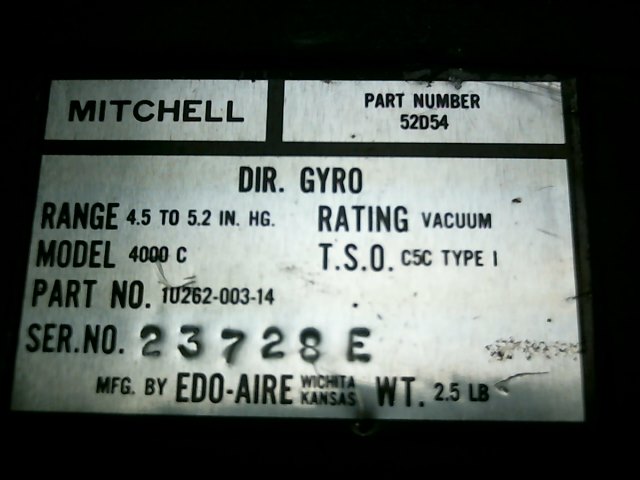 MITCHELL
PART NUMBER
52D54
DIR. GYRO
RANGE 4.5 TO 5.2 IN. HG. RATING VACUUM
MODEL 4000 C T.S.O. C5C TYPE I
PART NO. 1U262-003-14
SER.NO. 23728E
MFG. BY EDO-AIRE WICHITA KANSAS WT. 2.5 LB